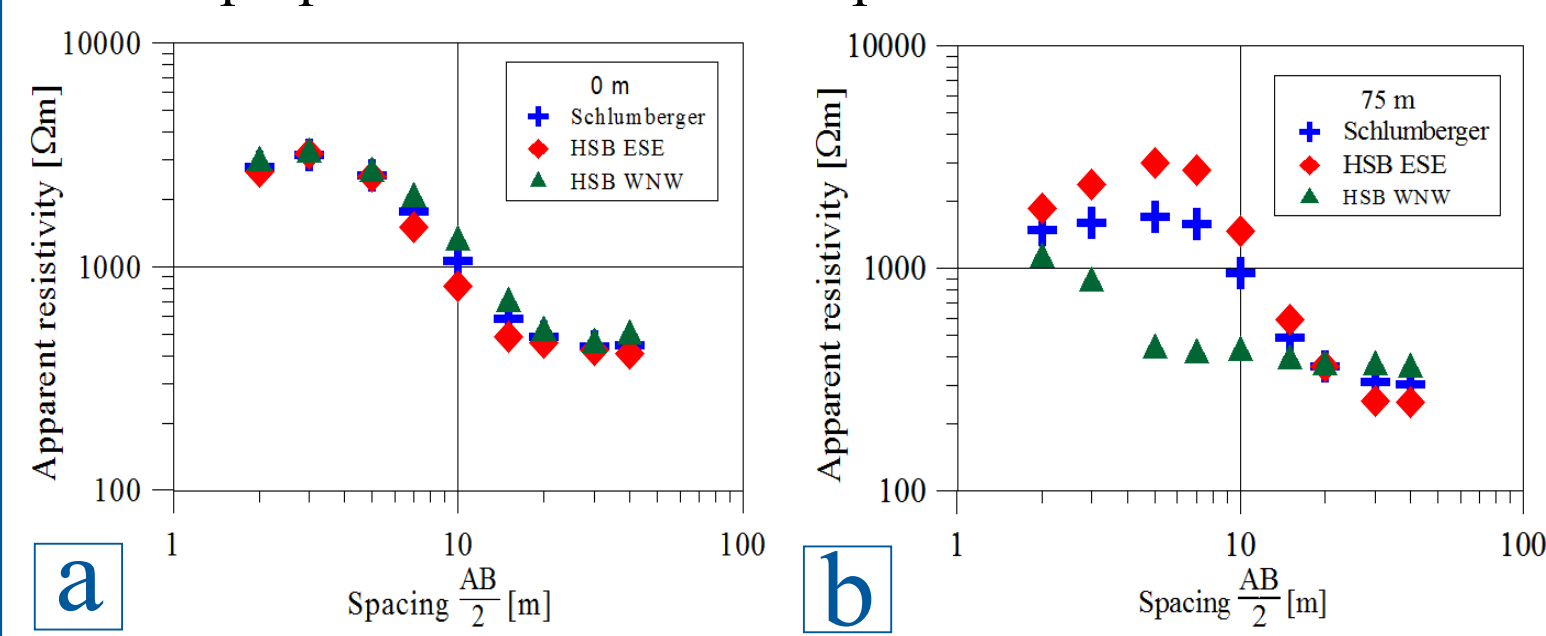 10000
1000
100
1
10
100
Apparent resistivity [Ωm]
Spacing AB/2 [m]
0 m
Schlumberger
HSB ESE
HSB WNW
a
10000
1000
100
1
10
100
Apparent resistivity [Ωm]
Spacing AB/2 [m]
75 m
Schlumberger
HSB ESE
HSB WNW
b